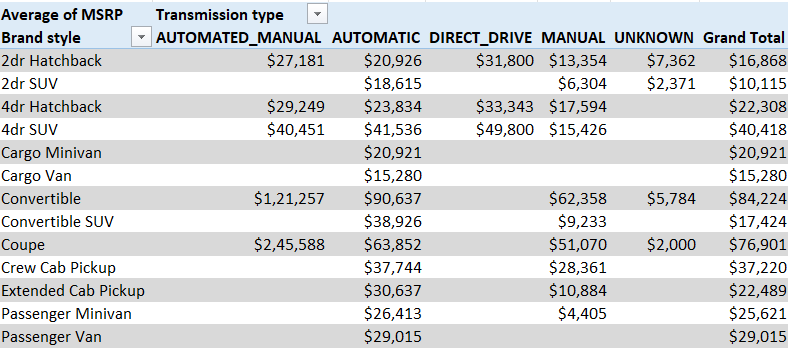 Average of MSRP Transmission type
Brand style AUTOMATED_MANUAL AUTOMATIC DIRECT_DRIVE MANUAL UNKNOWN Grand Total
2dr Hatchback $27,181 $20,926 $31,800 $13,354 $7,362 $16,868
2dr SUV $18,615 $6,304 $2,371 $10,115
4dr Hatchback $29,249 $23,834 $33,343 $17,594 $22,308
4dr SUV $40,451 $41,536 $49,800 $15,426 $40,418
Cargo Minivan $20,921 $20,921
Cargo Van $15,280 $15,280
Convertible $1,21,257 $90,637 $62,358 $5,784 $84,224
Convertible SUV $38,926 $9,233 $17,424
Coupe $2,45,588 $63,852 $51,070 $2,000 $76,901
Crew Cab Pickup $37,744 $28,361 $37,220
Extended Cab Pickup $30,637 $10,884 $22,489
Passenger Minivan $26,413 $4,405 $25,621
Passenger Van $29,015 $29,015